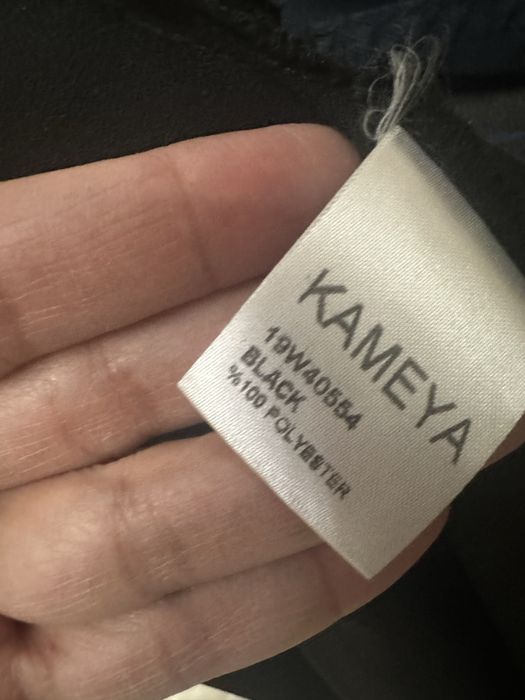 KAMEYA
19W40554
BLACK
%100 POLYESTER